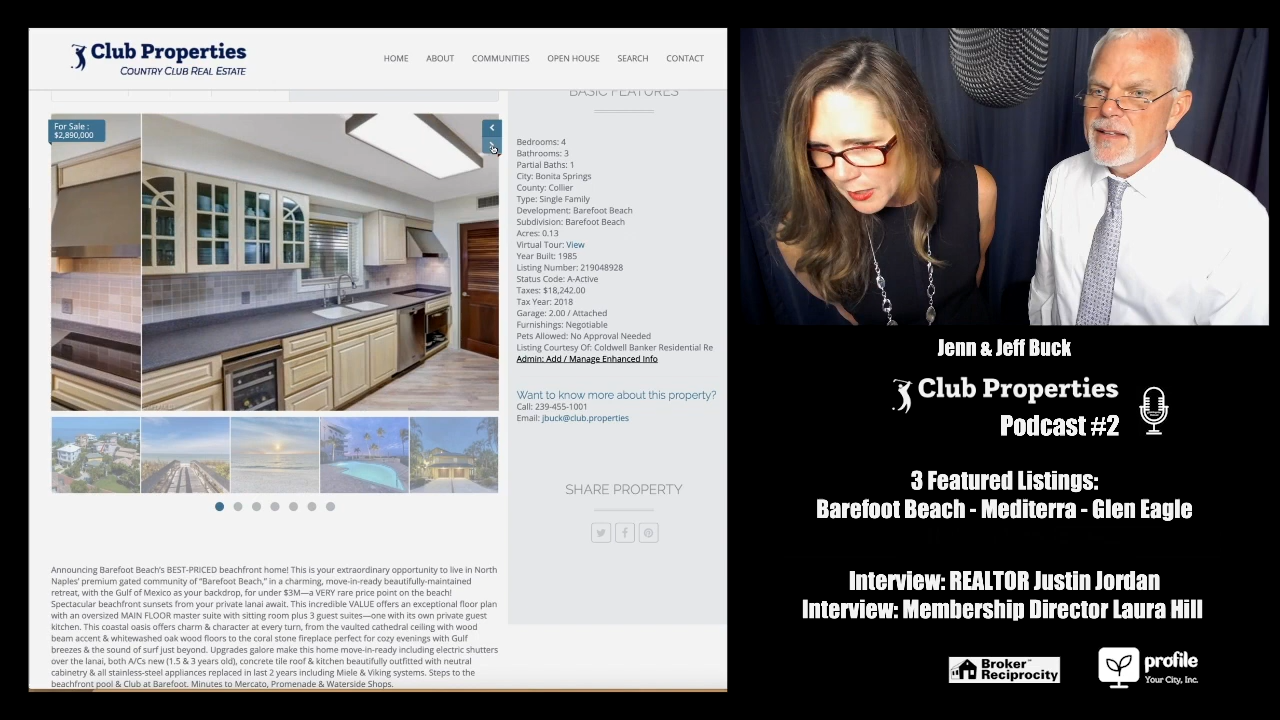 Club Properties
COUNTRY CLUB REAL ESTATE
HOME ABOUT COMMUNITIES OPEN HOUSE SEARCH CONTACT
For Sale :
$2,890,000
BASIC FEATURES
Bedrooms: 4
Bathrooms: 3
Partial Baths: 1
City: Bonita Springs
County: Collier
Type: Single Family
Development: Barefoot Beach
Subdivision: Barefoot Beach
Acres: 0.13
Virtual Tour: View
Year Built: 1985
Listing Number: 219048928
Status Code: A-Active
Taxes: $18,242.00
Tax Year: 2018
Garage: 2.00 / Attached
Furnishings: Negotiable
Pets Allowed: No Approval Needed
Listing Courtesy Of: Coldwell Banker Residential Re
Admin: Add / Manage Enhanced Info
Want to know more about this property?
Call: 239-455-1001
Email: jbuck@club.properties
SHARE PROPERTY
Announcing Barefoot Beach's BEST-PRICED beachfront home! This is your extraordinary opportunity to live in North
Naples' premium gated community of "Barefoot Beach," in a charming, move-in-ready beautifully-maintained
retreat, with the Gulf of Mexico as your backdrop, for under $3M—a VERY rare price point on the beach!
Spectacular beachfront sunsets from your private lanai await. This incredible VALUE offers an exceptional floor plan
with an oversized MAIN FLOOR master suite with sitting room plus 3 guest suites—one with its own private guest
kitchen. This coastal oasis offers charm & character at every turn, from the vaulted cathedral ceiling with wood
beam accent & whitewashed oak wood floors to the coral stone fireplace perfect for cozy evenings with Gulf
breezes & the sound of surf just beyond. Upgrades galore make this home move-in-ready including electric shutters
over the lanai, both A/Cs new (1.5 & 3 years old), concrete tile roof & kitchen beautifully outfitted with neutral
cabinetry & all stainless-steel appliances replaced in last 2 years including Miele & Viking systems. Steps to the
beachfront pool & Club at Barefoot. Minutes to Mercato, Promenade & Waterside Shops.
Jenn & Jeff Buck
Club Properties
Podcast #2
3 Featured Listings:
Barefoot Beach - Mediterra - Glen Eagle
Interview: REALTOR Justin Jordan
Interview: Membership Director Laura Hill
Broker™
Reciprocity
profile
Your City, Inc.